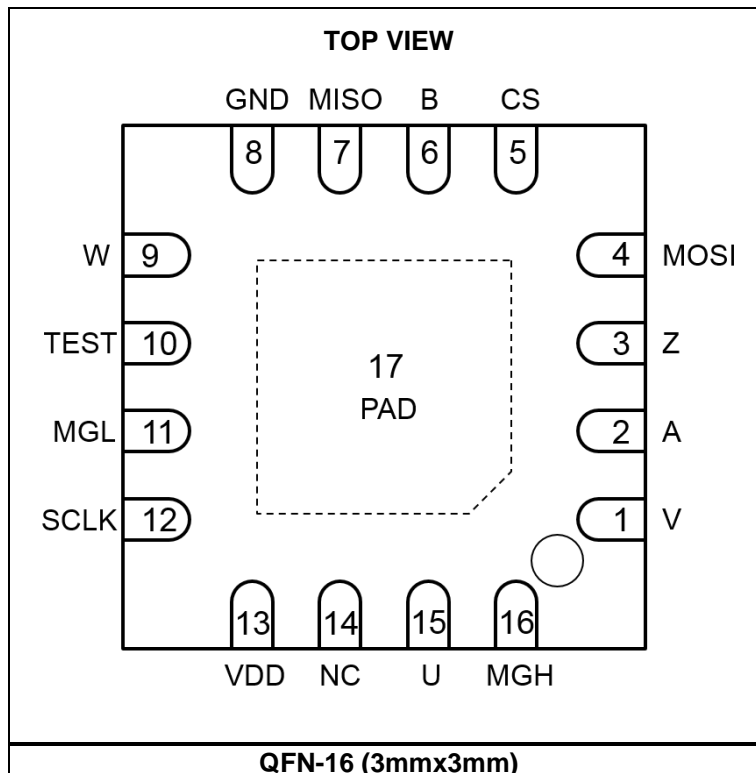 TOP VIEW
GND MISO B CS
8 7 6 5
W 9 4 MOSI
TEST 10 3 Z
17
PAD
MGL 11 2 A
SCLK 12 1 V
13 14 15 16
VDD NC U MGH
QFN-16 (3mmx3mm)